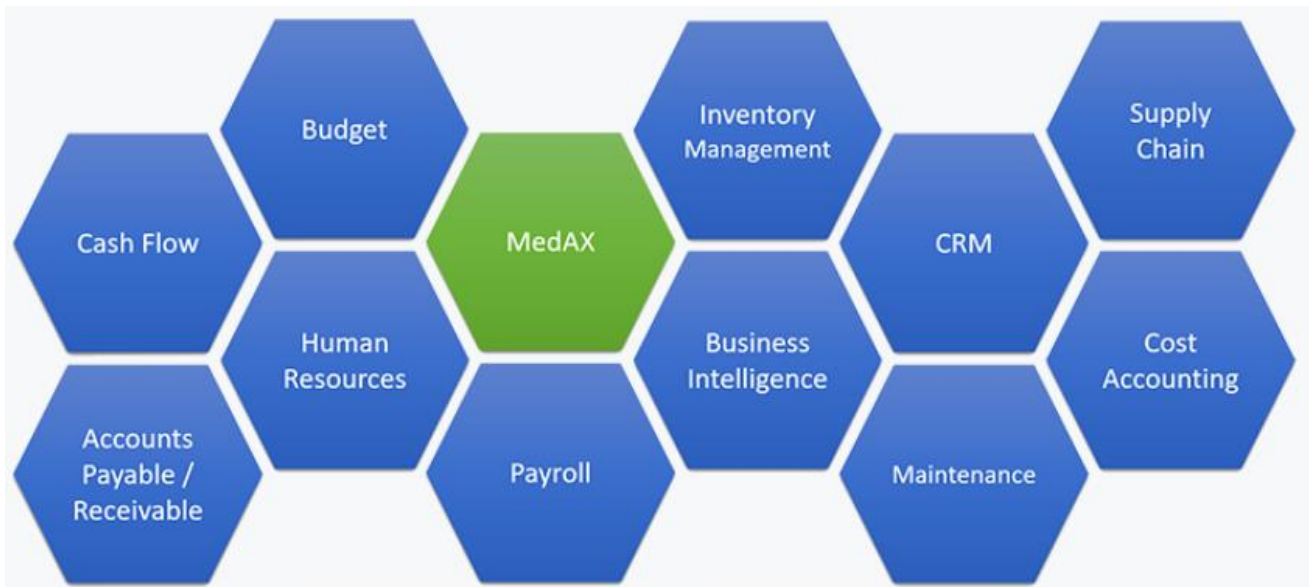 Budget
Inventory
Management
Supply
Chain
Cash Flow
MedAX
CRM
Human
Resources
Business
Intelligence
Cost
Accounting
Accounts
Payable /
Receivable
Payroll
Maintenance